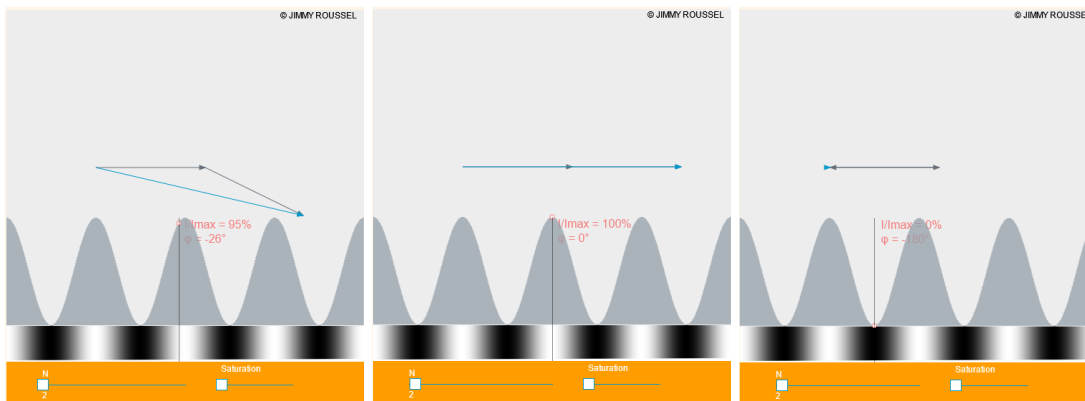 © JIMMY ROUSSEL
I/Imax = 95%
φ = -26°
Saturation
N
2
© JIMMY ROUSSEL
I/Imax = 100%
φ = 0°
Saturation
N
2
© JIMMY ROUSSEL
I/Imax = 0%
φ = -180°
Saturation
N
2